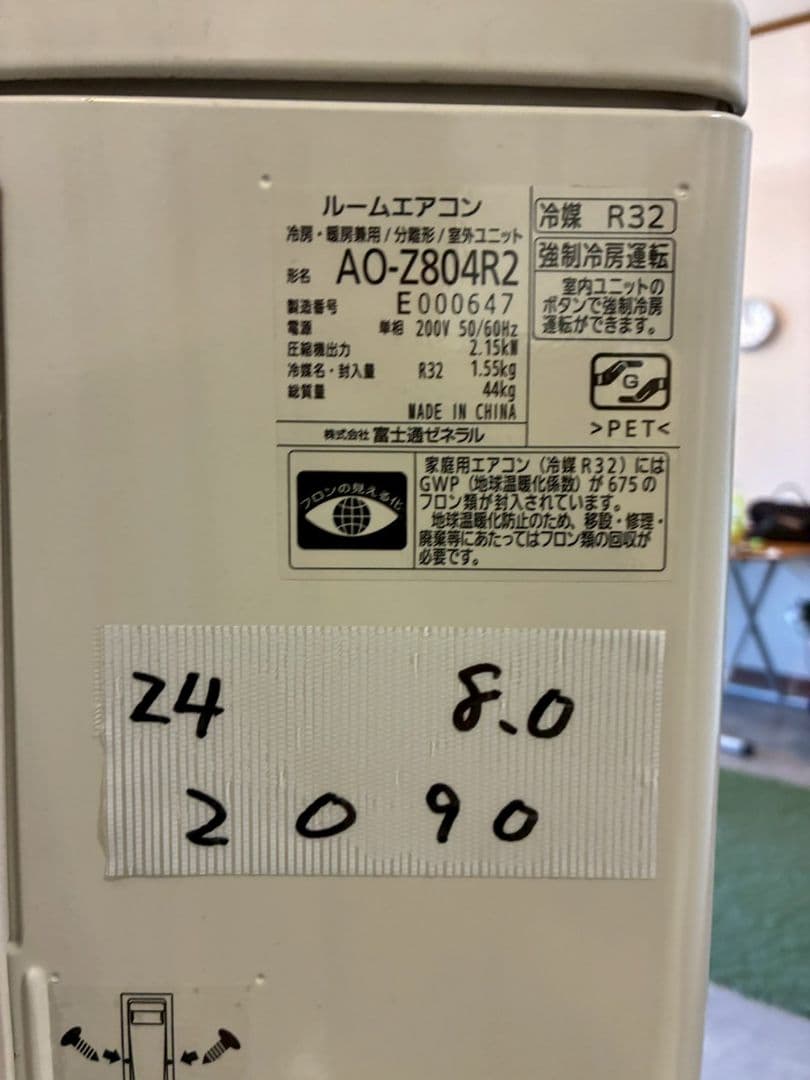 ルームエアコン
冷房・暖房兼用/分離形/室外ユニット
形名 AO-Z804R2
製造番号 E000647
電源 単相 200V 50/60Hz
圧縮機出力 2.15kW
冷媒名・封入量 R32 1.55kg
総質量 44kg
MADE IN CHINA
株式会社 富士通ゼネラル
冷媒 R32
強制冷房運転
室内ユニットの
ボタンで強制冷房
運転ができます。
G
>PET<
フロンの見える化
家庭用エアコン(冷媒R32)には
GWP(地球温暖化係数)が675の
フロン類が封入されています。
地球温暖化防止のため、移設・修理・
廃棄等にあたってはフロン類の回収が
必要です。
24 8.0
2090